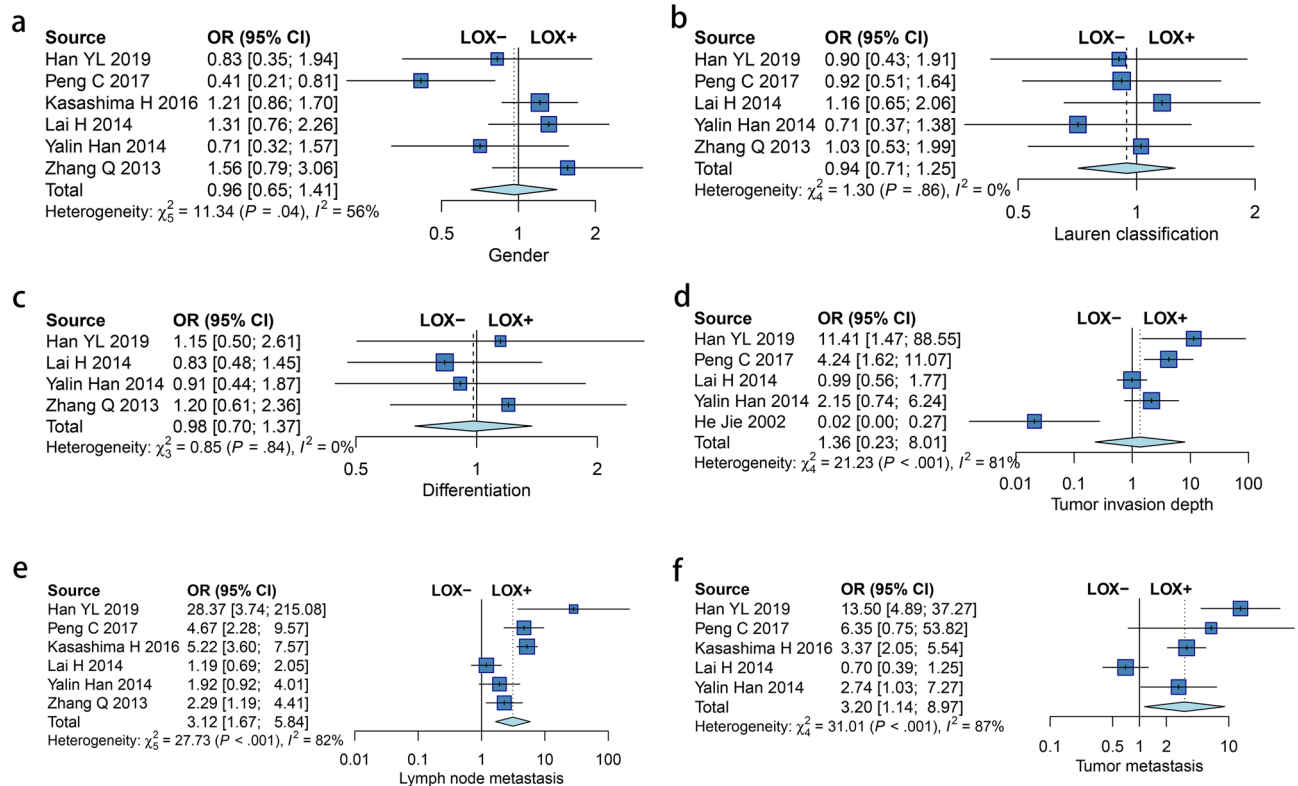 a
Source OR (95% CI) LOX− LOX+
Han YL 2019 0.83 [0.35; 1.94]
Peng C 2017 0.41 [0.21; 0.81]
Kasashima H 2016 1.21 [0.86; 1.70]
Lai H 2014 1.31 [0.76; 2.26]
Yalin Han 2014 0.71 [0.32; 1.57]
Zhang Q 2013 1.56 [0.79; 3.06]
Total 0.96 [0.65; 1.41]
Heterogeneity: χ²₅ = 11.34 (P = .04), I² = 56%
0.5 1 2
Gender
b
Source OR (95% CI) LOX− LOX+
Han YL 2019 0.90 [0.43; 1.91]
Peng C 2017 0.92 [0.51; 1.64]
Lai H 2014 1.16 [0.65; 2.06]
Yalin Han 2014 0.71 [0.37; 1.38]
Zhang Q 2013 1.03 [0.53; 1.99]
Total 0.94 [0.71; 1.25]
Heterogeneity: χ²₄ = 1.30 (P = .86), I² = 0%
0.5 1 2
Lauren classification
c
Source OR (95% CI) LOX− LOX+
Han YL 2019 1.15 [0.50; 2.61]
Lai H 2014 0.83 [0.48; 1.45]
Yalin Han 2014 0.91 [0.44; 1.87]
Zhang Q 2013 1.20 [0.61; 2.36]
Total 0.98 [0.70; 1.37]
Heterogeneity: χ²₃ = 0.85 (P = .84), I² = 0%
0.5 1 2
Differentiation
d
Source OR (95% CI) LOX− LOX+
Han YL 2019 11.41 [1.47; 88.55]
Peng C 2017 4.24 [1.62; 11.07]
Lai H 2014 0.99 [0.56; 1.77]
Yalin Han 2014 2.15 [0.74; 6.24]
He Jie 2002 0.02 [0.00; 0.27]
Total 1.36 [0.23; 8.01]
Heterogeneity: χ²₄ = 21.23 (P < .001), I² = 81%
0.01 0.1 1 10 100
Tumor invasion depth
e
Source OR (95% CI) LOX− LOX+
Han YL 2019 28.37 [3.74; 215.08]
Peng C 2017 4.67 [2.28; 9.57]
Kasashima H 2016 5.22 [3.60; 7.57]
Lai H 2014 1.19 [0.69; 2.05]
Yalin Han 2014 1.92 [0.92; 4.01]
Zhang Q 2013 2.29 [1.19; 4.41]
Total 3.12 [1.67; 5.84]
Heterogeneity: χ²₅ = 27.73 (P < .001), I² = 82%
0.01 0.1 1 10 100
Lymph node metastasis
f
Source OR (95% CI) LOX− LOX+
Han YL 2019 13.50 [4.89; 37.27]
Peng C 2017 6.35 [0.75; 53.82]
Kasashima H 2016 3.37 [2.05; 5.54]
Lai H 2014 0.70 [0.39; 1.25]
Yalin Han 2014 2.74 [1.03; 7.27]
Total 3.20 [1.14; 8.97]
Heterogeneity: χ²₄ = 31.01 (P < .001), I² = 87%
0.1 0.5 1 2 10
Tumor metastasis